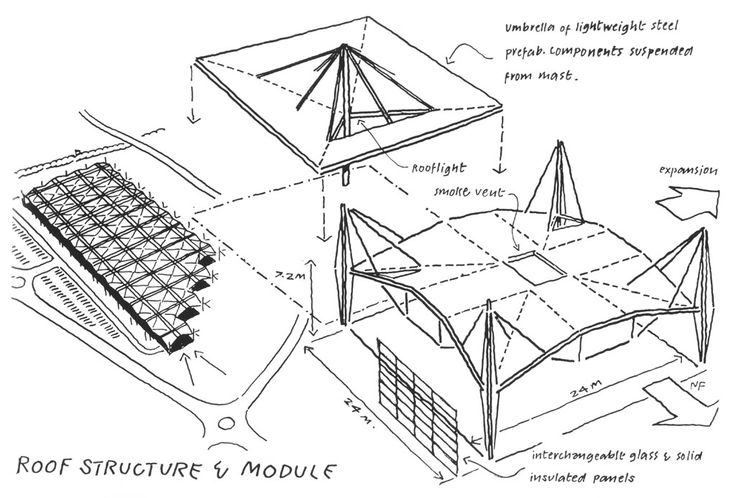 umbrella of lightweight steel
prefab. components suspended
from mast.
Rooflight
smoke vent
expansion
7.2M
24M
24M.
NF
interchangeable glass & solid
insulated panels
ROOF STRUCTURE & MODULE